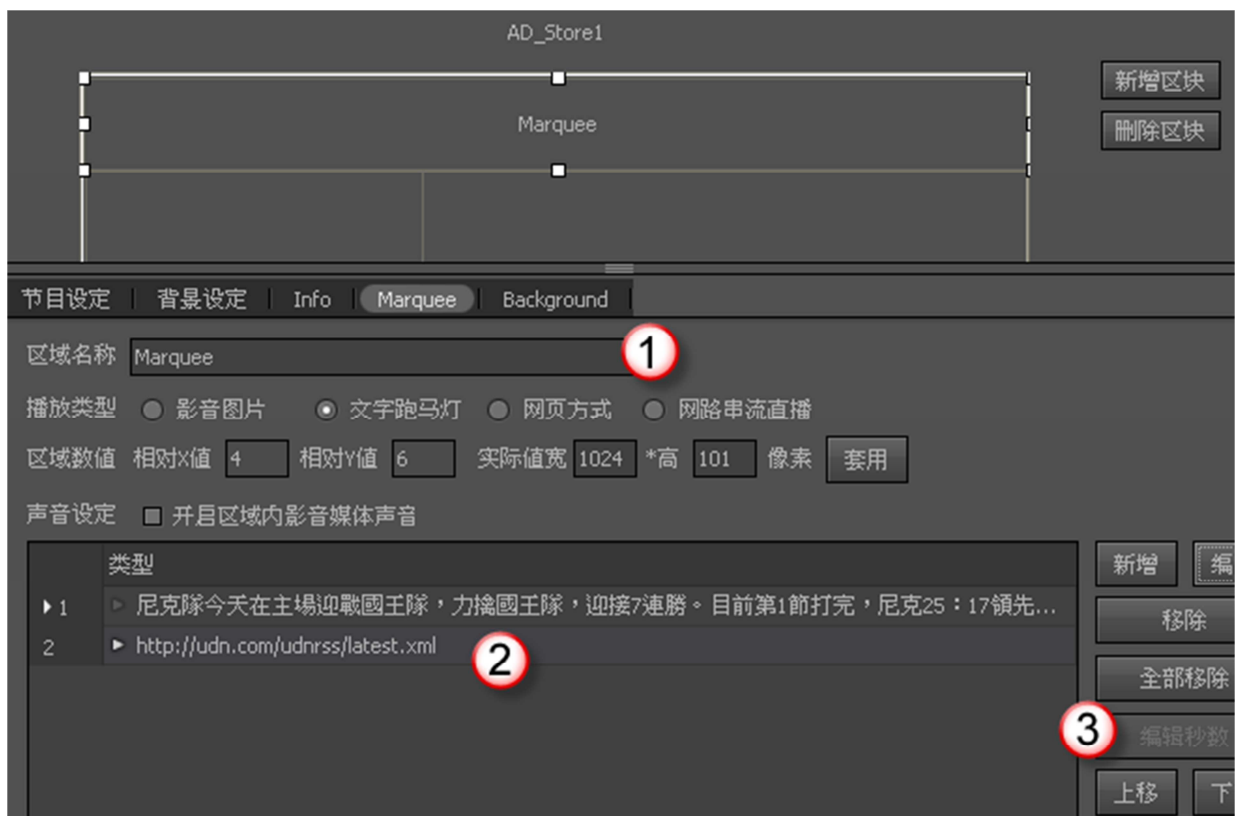 AD_Store1
新增区块
Marquee
删除区块
节目设定 背景设定 Info Marquee Background
区域名称 Marquee
1
播放类型 影音图片 文字跑马灯 网页方式 网路串流直播
区域数值 相对X值 4 相对Y值 6 实际值宽 1024 *高 101 像素 套用
声音设定 开启区域内影音媒体声音
类型
新增 编
1 尼克隊今天在主場迎戰國王隊，力擒國王隊，迎接7連勝。目前第1節打完，尼克25：17領先...
移除
2 http://udn.com/udnrss/latest.xml
2
全部移除
3
编辑秒数
上移 下